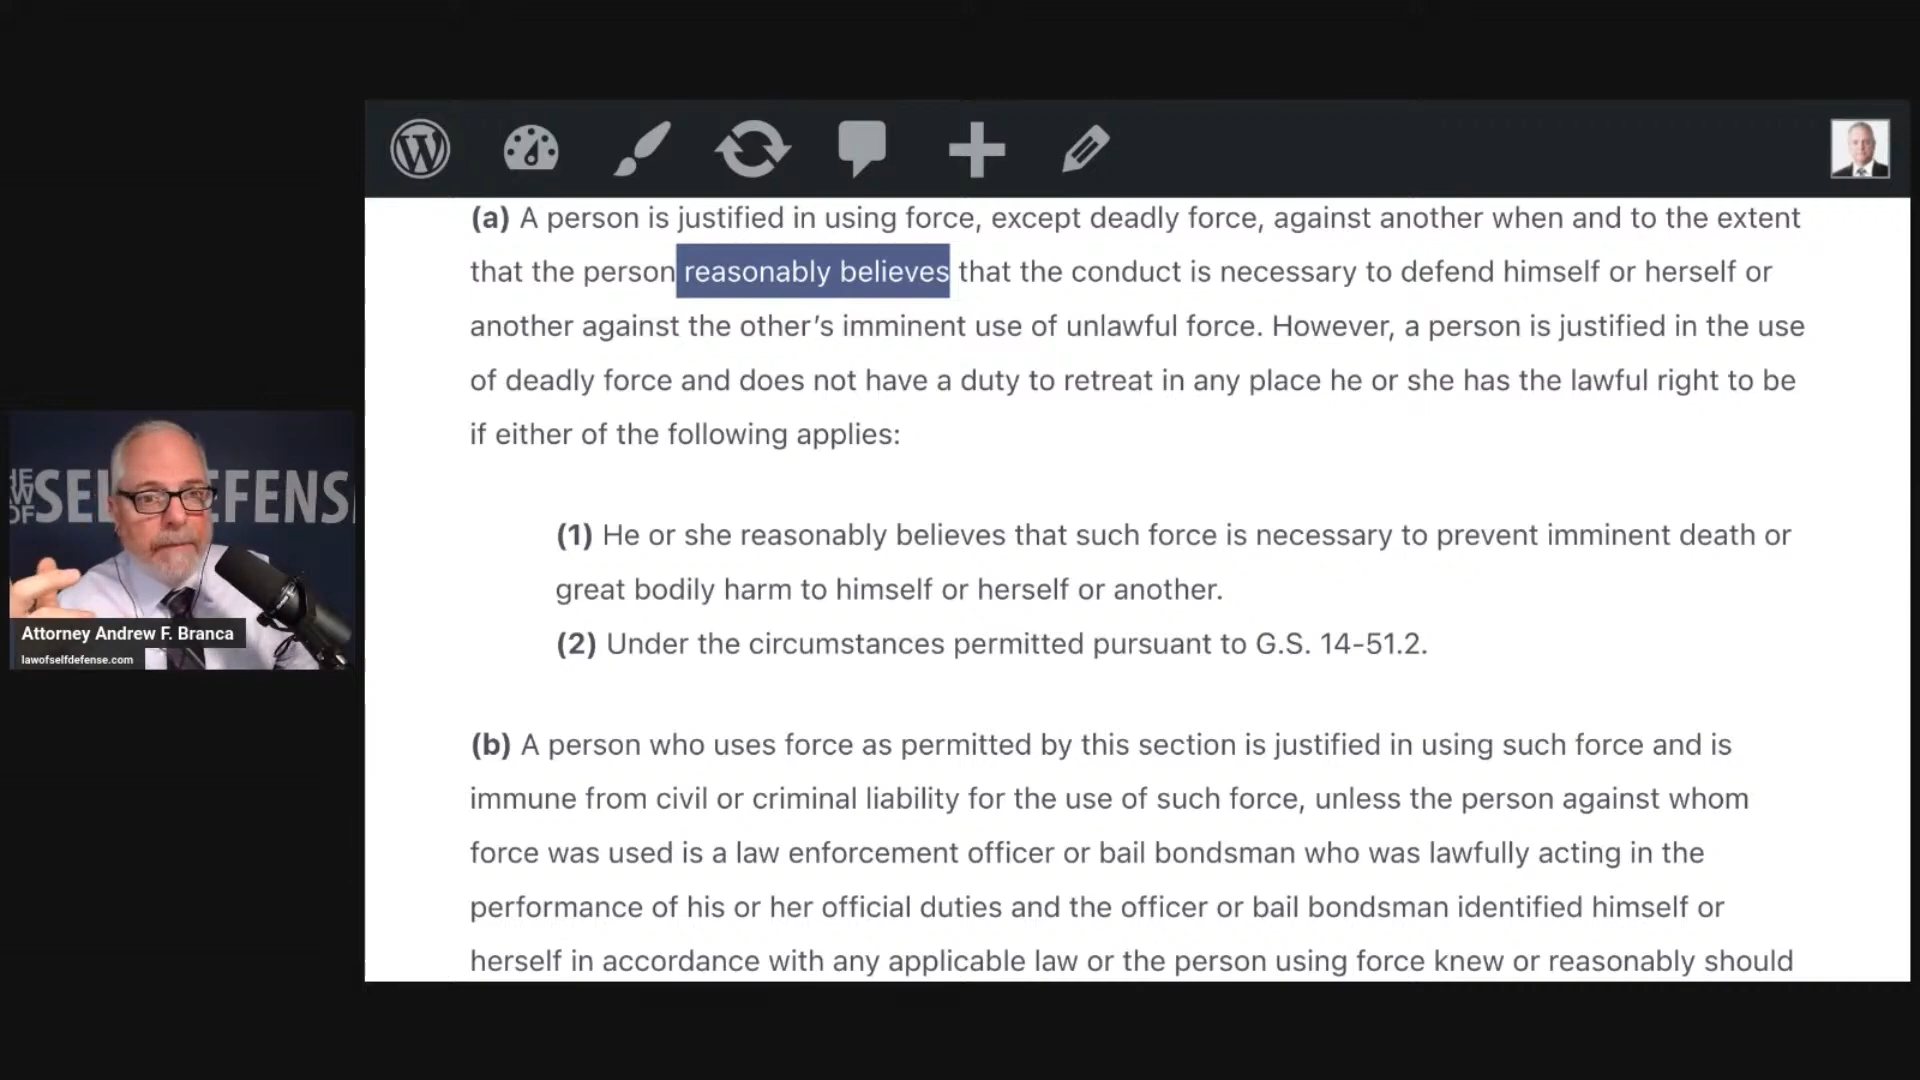 (a) A person is justified in using force, except deadly force, against another when and to the extent
that the person reasonably believes that the conduct is necessary to defend himself or herself or
another against the other's imminent use of unlawful force. However, a person is justified in the use
of deadly force and does not have a duty to retreat in any place he or she has the lawful right to be
if either of the following applies:
(1) He or she reasonably believes that such force is necessary to prevent imminent death or
great bodily harm to himself or herself or another.
(2) Under the circumstances permitted pursuant to G.S. 14-51.2.
(b) A person who uses force as permitted by this section is justified in using such force and is
immune from civil or criminal liability for the use of such force, unless the person against whom
force was used is a law enforcement officer or bail bondsman who was lawfully acting in the
performance of his or her official duties and the officer or bail bondsman identified himself or
herself in accordance with any applicable law or the person using force knew or reasonably should
OF
Attorney Andrew F. Branca
lawofselfdefense.com